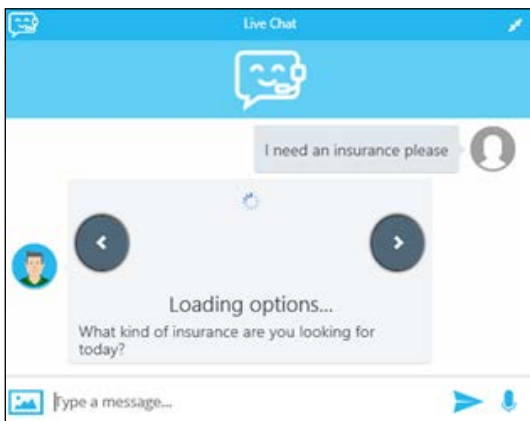 Live Chat
I need an insurance please
Loading options...
What kind of insurance are you looking for
today?
Type a message...